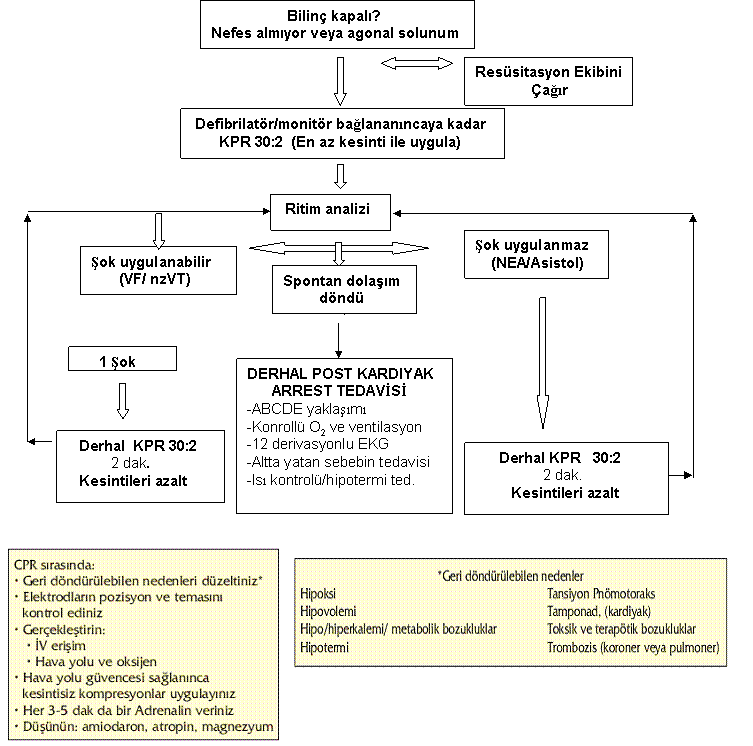 Bilinç kapalı?
Nefes almıyor veya agonal solunum
Resüsitasyon Ekibini
Çağır
Defibrilatör/monitör bağlananıncaya kadar
KPR 30:2 (En az kesinti ile uygula)
Ritim analizi
Şok uygulanabilir
(VF/ nzVT)
Spontan dolaşım
döndü
Şok uygulanmaz
(NEA/Asistol)
1 Şok
Derhal KPR 30:2
2 dak.
Kesintileri azalt
DERHAL POST KARDIYAK
ARREST TEDAVİSİ
-ABCDE yaklaşımı
-Konrollü O₂ ve ventilasyon
-12 derivasyonlu EKG
-Altta yatan sebebin tedavisi
-Isı kontrolü/hipotermi ted.
Derhal KPR 30:2
2 dak.
Kesintileri azalt
CPR sırasında:
• Geri döndürülebilen nedenleri düzeltiniz*
• Elektrodların pozisyon ve temasını
kontrol ediniz
• Gerçekleştirin:
• İV erişim
• Hava yolu ve oksijen
• Hava yolu güvencesi sağlanınca
kesintisiz kompresyonlar uygulayınız
• Her 3-5 dak da bir Adrenalin veriniz
• Düşünün: amiodaron, atropin, magnezyum
*Geri döndürülebilen nedenler
Hipoksi
Hipovolemi
Hipo/hiperkalemi/ metabolik bozukluklar
Hipotermi
Tansiyon Pnömotoraks
Tamponad, (kardiyak)
Toksik ve terapötik bozukluklar
Trombozis (koroner veya pulmoner)